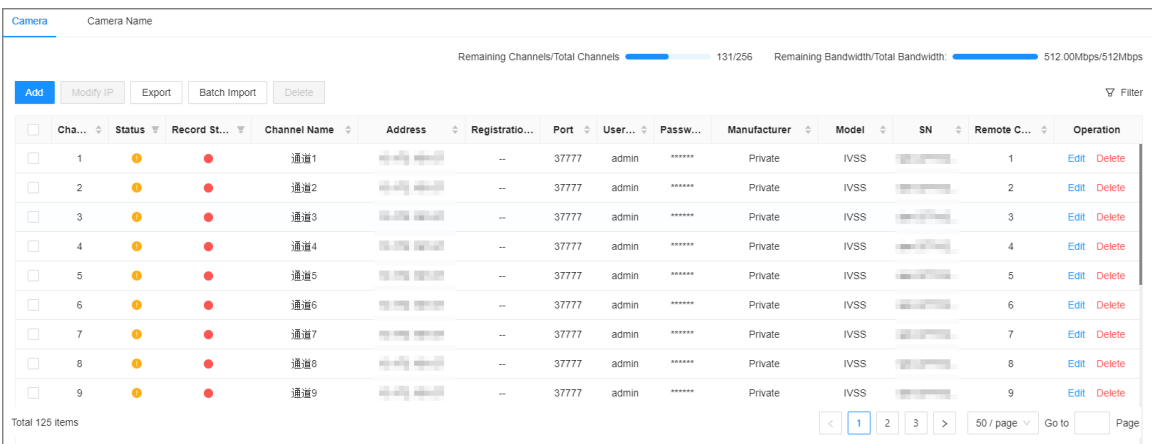 Camera Camera Name
Remaining Channels/Total Channels 131/256 Remaining Bandwidth/Total Bandwidth: 512.00Mbps/512Mbps
Add Modify IP Export Batch Import Delete Filter
Cha... Status Record St... Channel Name Address Registratio... Port User... Passw... Manufacturer Model SN Remote C... Operation
1 通道1 -- 37777 admin ****** Private IVSS 1 Edit Delete
2 通道2 -- 37777 admin ****** Private IVSS 2 Edit Delete
3 通道3 -- 37777 admin ****** Private IVSS 3 Edit Delete
4 通道4 -- 37777 admin ****** Private IVSS 4 Edit Delete
5 通道5 -- 37777 admin ****** Private IVSS 5 Edit Delete
6 通道6 -- 37777 admin ****** Private IVSS 6 Edit Delete
7 通道7 -- 37777 admin ****** Private IVSS 7 Edit Delete
8 通道8 -- 37777 admin ****** Private IVSS 8 Edit Delete
9 通道9 -- 37777 admin ****** Private IVSS 9 Edit Delete
Total 125 items < 1 2 3 > 50 / page Go to Page